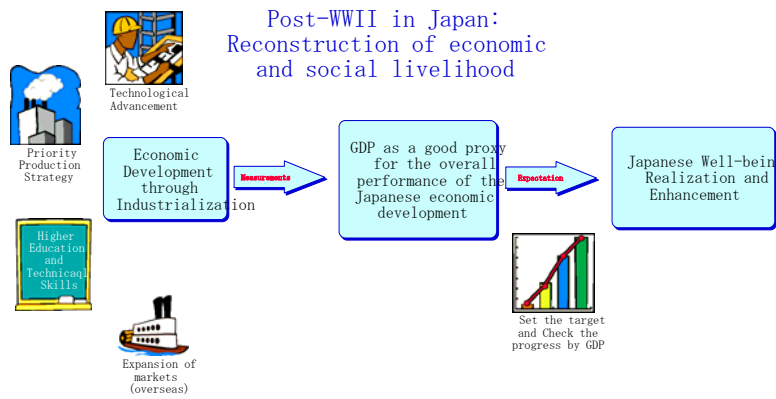 Post-WWII in Japan:
Reconstruction of economic
and social livelihood
Technological
Advancement
Priority
Production
Strategy
Economic
Development
through
Industrialization
Measurements
GDP as a good proxy
for the overall
performance of the
Japanese economic
development
Expectation
Japanese Well-bein
Realization and
Enhancement
Higher
Education
and
Technicaql
Skills
Set the target
and Check the
progress by GDP
Expansion of
markets
(overseas)